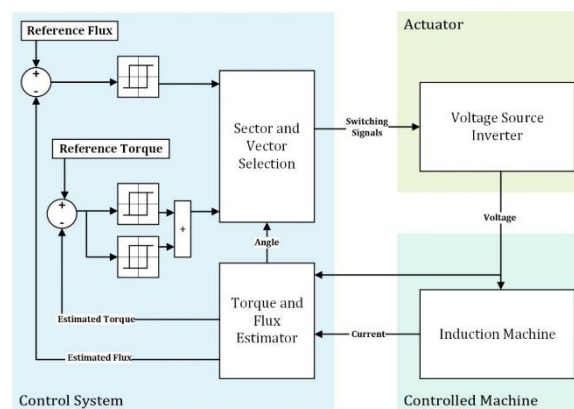 Reference Flux
Actuator
+
-
Sector and
Vector
Selection
Switching
Signals
Voltage Source
Inverter
Reference Torque
+
-
+
Voltage
Angle
Torque and
Flux
Estimator
Estimated Torque
Current
Induction Machine
Estimated Flux
Control System
Controlled Machine